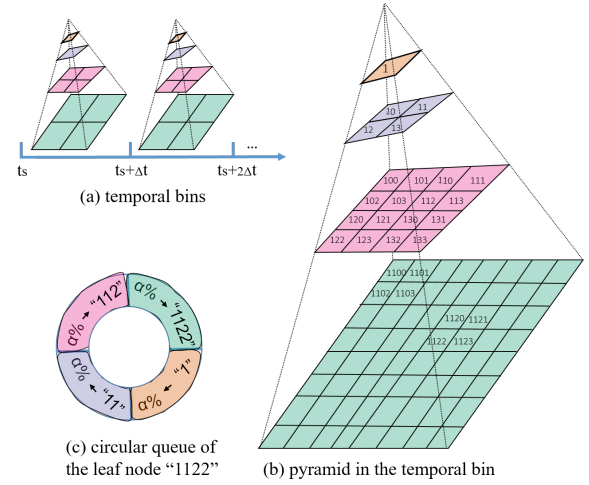 ts
ts+Δt
ts+2Δt
...
(a) temporal bins
1
10 11
12 13
100 101 110 111
102 103 112 113
120 121 130 131
122 123 132 133
1100 1101
1102 1103
1120 1121
1122 1123
α% → "112"
α% → "1122"
α% ← "11"
α% ← "1"
(c) circular queue of
the leaf node “1122”
(b) pyramid in the temporal bin